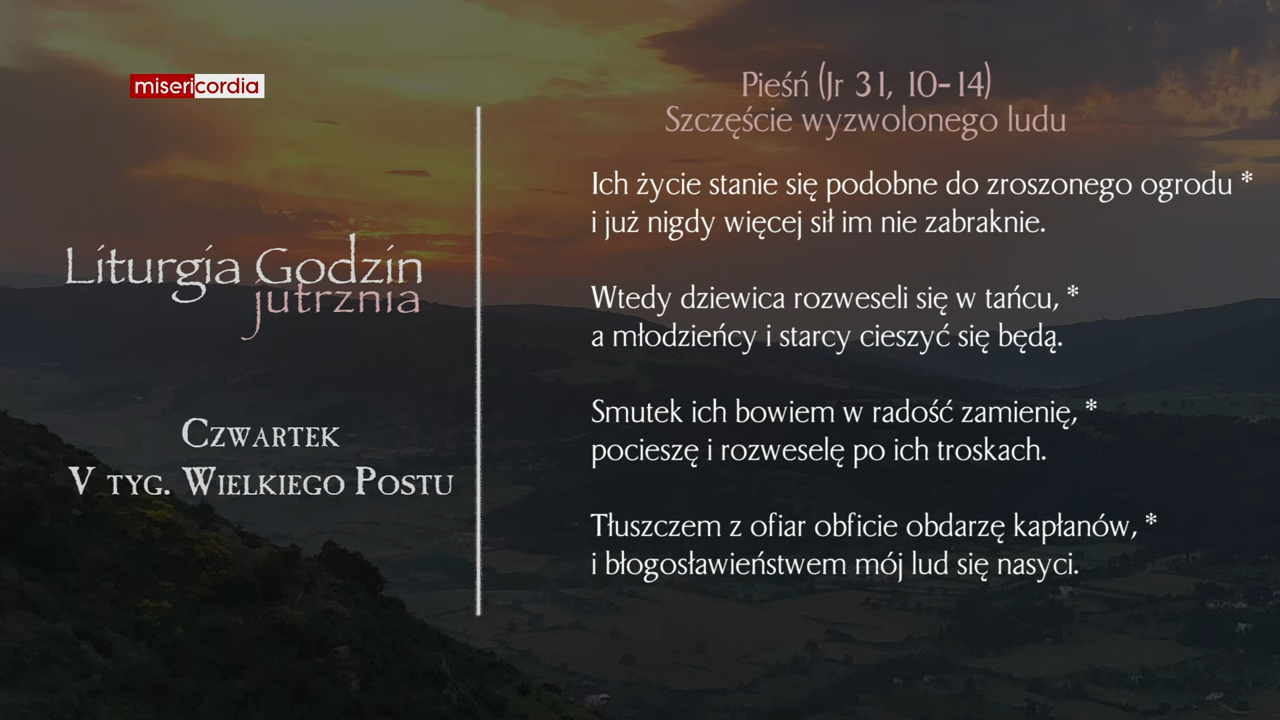 misericordia
Liturgia Godzin
jutrznia
Czwartek
V tyg. Wielkiego Postu
Pieśń (Jr 31, 10-14)
Szczęście wyzwolonego ludu
Ich życie stanie się podobne do zroszonego ogrodu *
i już nigdy więcej sił im nie zabraknie.
Wtedy dziewica rozweseli się w tańcu, *
a młodzieńcy i starcy cieszyć się będą.
Smutek ich bowiem w radość zamienię, *
pocieszę i rozweselę po ich troskach.
Tłuszczem z ofiar obficie obdarzę kapłanów, *
i błogosławieństwem mój lud się nasyci.